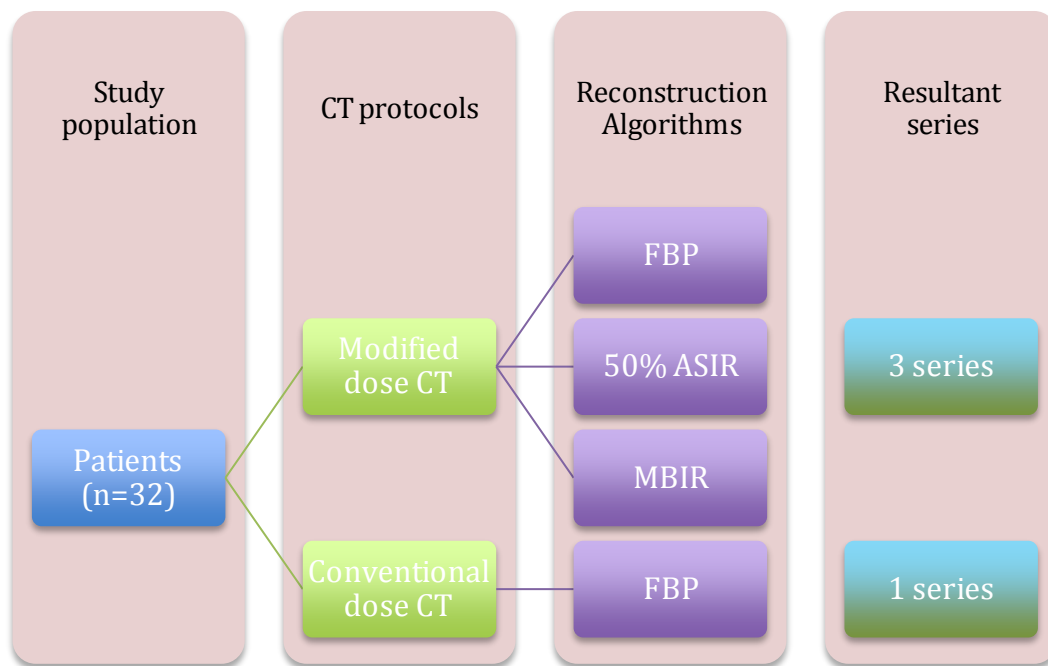 Study
population
CT protocols
Reconstruction
Algorithms
Resultant
series
FBP
Modified
dose CT
50% ASIR
3 series
Patients
(n=32)
MBIR
Conventional
dose CT
FBP
1 series